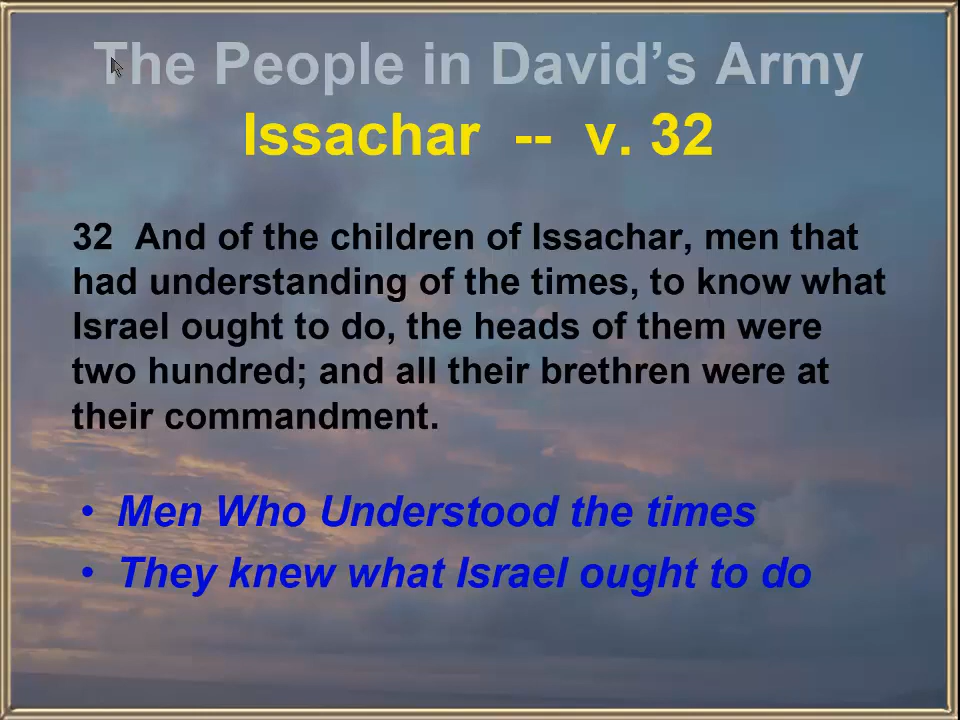 The People in David’s Army
Issachar -- v. 32
32 And of the children of Issachar, men that
had understanding of the times, to know what
Israel ought to do, the heads of them were
two hundred; and all their brethren were at
their commandment.
• Men Who Understood the times
• They knew what Israel ought to do